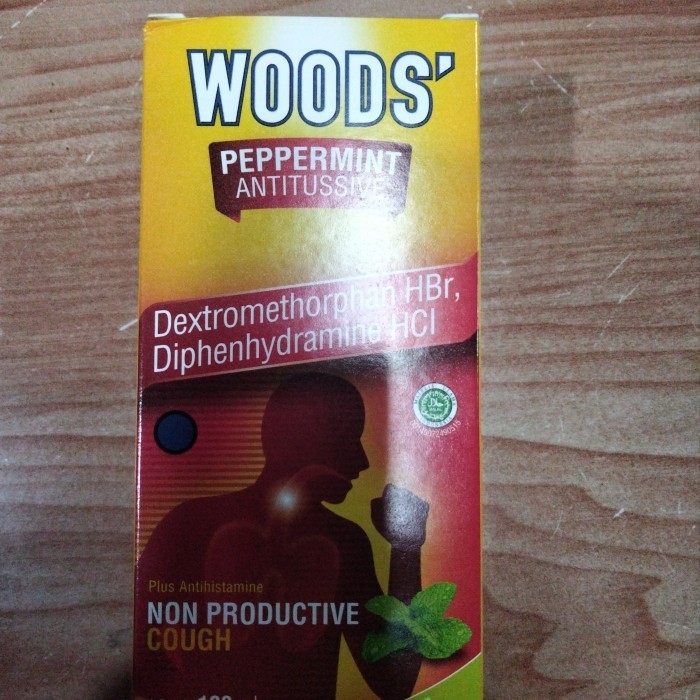 WOODS'
PEPPERMINT
ANTITUSSIVE
Dextromethorphan HBr,
Diphenhydramine HCl
Plus Antihistamine
NON PRODUCTIVE
COUGH